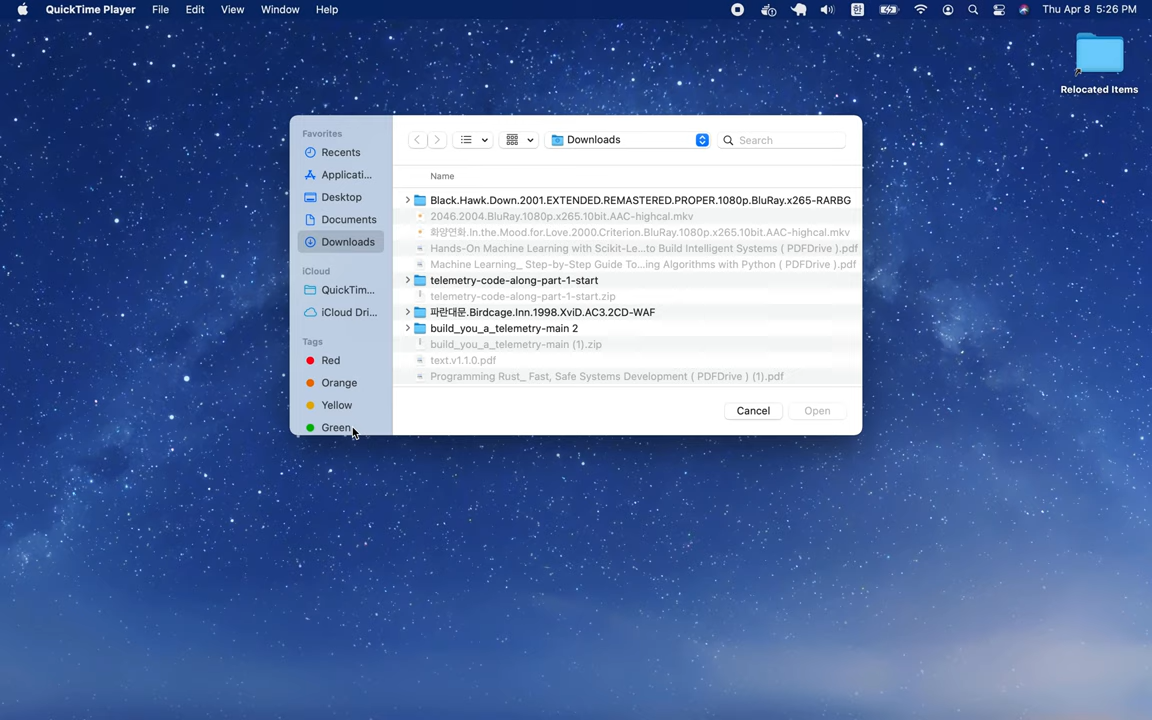 QuickTime Player File Edit View Window Help 한 Thu Apr 8 5:26 PM
Relocated Items
Favorites
Recents
Applicati...
Desktop
Documents
Downloads
iCloud
QuickTim...
iCloud Dri...
Tags
Red
Orange
Yellow
Green
Downloads
Search
Name
Black.Hawk.Down.2001.EXTENDED.REMASTERED.PROPER.1080p.BluRay.x265-RARBG
2046.2004.BluRay.1080p.x265.10bit.AAC-highcal.mkv
화양연화.In.the.Mood.for.Love.2000.Criterion.BluRay.1080p.x265.10bit.AAC-highcal.mkv
Hands-On Machine Learning with Scikit-Le...to Build Intelligent Systems ( PDFDrive ).pdf
Machine Learning_ Step-by-Step Guide To...ing Algorithms with Python ( PDFDrive ).pdf
telemetry-code-along-part-1-start
telemetry-code-along-part-1-start.zip
파란대문.Birdcage.Inn.1998.XviD.AC3.2CD-WAF
build_you_a_telemetry-main 2
build_you_a_telemetry-main (1).zip
text.v1.1.0.pdf
Programming Rust_ Fast, Safe Systems Development ( PDFDrive ) (1).pdf
Cancel Open